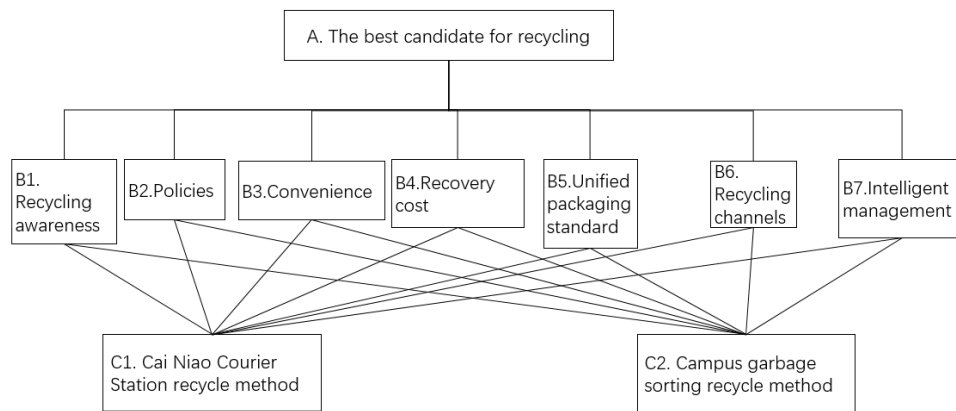 A. The best candidate for recycling
B1.
Recycling
awareness
B2.Policies
B3.Convenience
B4.Recovery
cost
B5.Unified
packaging
standard
B6.
Recycling
channels
B7.Intelligent
management
C1. Cai Niao Courier
Station recycle method
C2. Campus garbage
sorting recycle method